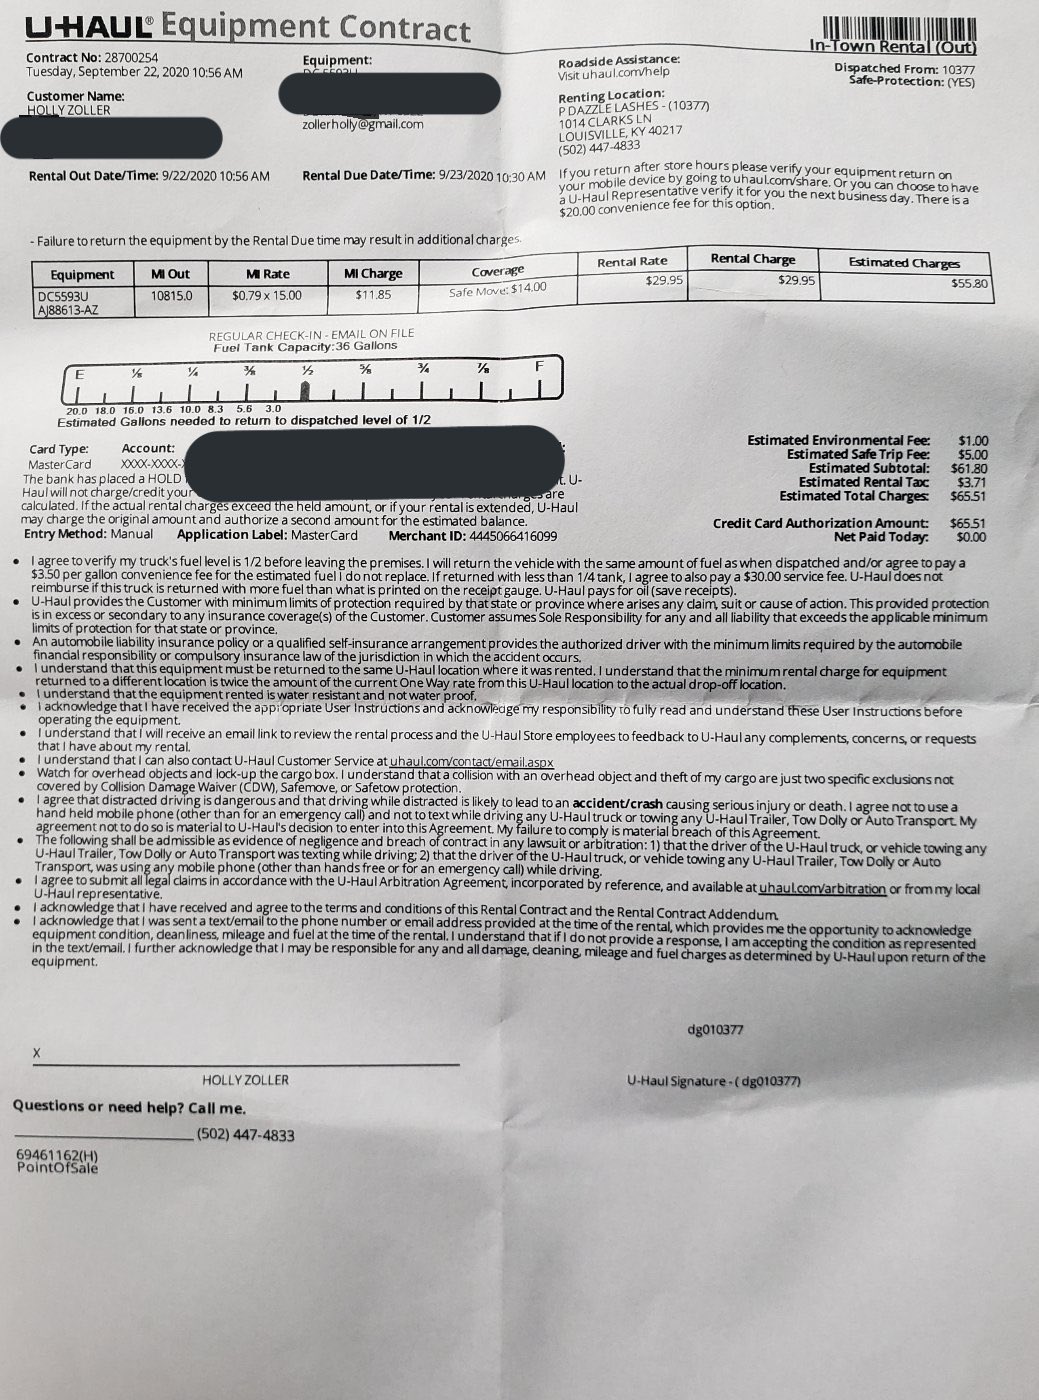 U-HAUL® Equipment Contract
In-Town Rental (Out)
Contract No: 28700254
Tuesday, September 22, 2020 10:56 AM
Equipment:
Roadside Assistance:
Visit uhaul.com/help
Dispatched From: 10377
Safe-Protection: (YES)
Customer Name:
HOLLY ZOLLER
zollerholly@gmail.com
Renting Location:
P DAZZLE LASHES - (10377)
1014 CLARKS LN
LOUISVILLE, KY 40217
(502) 447-4833
Rental Out Date/Time: 9/22/2020 10:56 AM
Rental Due Date/Time: 9/23/2020 10:30 AM
If you return after store hours please verify your equipment return on
your mobile device by going to uhaul.com/share. Or you can choose to have
a U-Haul Representative verify it for you the next business day. There is a
$20.00 convenience fee for this option.
- Failure to return the equipment by the Rental Due time may result in additional charges.
Equipment MI Out MI Rate MI Charge Coverage Rental Rate Rental Charge Estimated Charges
DC5593U 10815.0 $0.79 x 15.00 $11.85 Safe Move: $14.00 $29.95 $29.95 $55.80
AJ88613-AZ
REGULAR CHECK-IN - EMAIL ON FILE
Fuel Tank Capacity:36 Gallons
E ⅛ ¼ ⅜ ½ ⅝ ¾ ⅞ F
20.0 18.0 16.0 13.6 10.0 8.3 5.6 3.0
Estimated Gallons needed to return to dispatched level of 1/2
Card Type: Account:
MasterCard XXXX-XXXX-X
The bank has placed a HOLD t. U-
Haul will not charge/credit your charges are
calculated. If the actual rental charges exceed the held amount, or if your rental is extended, U-Haul
may charge the original amount and authorize a second amount for the estimated balance.
Entry Method: Manual Application Label: MasterCard Merchant ID: 4445066416099
Estimated Environmental Fee: $1.00
Estimated Safe Trip Fee: $5.00
Estimated Subtotal: $61.80
Estimated Rental Tax: $3.71
Estimated Total Charges: $65.51
Credit Card Authorization Amount: $65.51
Net Paid Today: $0.00
• I agree to verify my truck's fuel level is 1/2 before leaving the premises. I will return the vehicle with the same amount of fuel as when dispatched and/or agree to pay a
$3.50 per gallon convenience fee for the estimated fuel I do not replace. If returned with less than 1/4 tank, I agree to also pay a $30.00 service fee. U-Haul does not
reimburse if this truck is returned with more fuel than what is printed on the receipt gauge. U-Haul pays for oil (save receipts).
• U-Haul provides the Customer with minimum limits of protection required by that state or province where arises any claim, suit or cause of action. This provided protection
is in excess or secondary to any insurance coverage(s) of the Customer. Customer assumes Sole Responsibility for any and all liability that exceeds the applicable minimum
limits of protection for that state or province.
• An automobile liability insurance policy or a qualified self-insurance arrangement provides the authorized driver with the minimum limits required by the automobile
financial responsibility or compulsory insurance law of the jurisdiction in which the accident occurs.
• I understand that this equipment must be returned to the same U-Haul location where it was rented. I understand that the minimum rental charge for equipment
returned to a different location is twice the amount of the current One Way rate from this U-Haul location to the actual drop-off location.
• I understand that the equipment rented is water resistant and not water proof.
• I acknowledge that I have received the appropriate User Instructions and acknowledge my responsibility to fully read and understand these User Instructions before
operating the equipment.
• I understand that I will receive an email link to review the rental process and the U-Haul Store employees to feedback to U-Haul any complements, concerns, or requests
that I have about my rental.
• I understand that I can also contact U-Haul Customer Service at uhaul.com/contact/email.aspx
• Watch for overhead objects and lock-up the cargo box. I understand that a collision with an overhead object and theft of my cargo are just two specific exclusions not
covered by Collision Damage Waiver (CDW), Safemove, or Safetow protection.
• I agree that distracted driving is dangerous and that driving while distracted is likely to lead to an accident/crash causing serious injury or death. I agree not to use a
hand held mobile phone (other than for an emergency call) and not to text while driving any U-Haul truck or towing any U-Haul Trailer, Tow Dolly or Auto Transport. My
agreement not to do so is material to U-Haul's decision to enter into this Agreement. My failure to comply is material breach of this Agreement.
• The following shall be admissible as evidence of negligence and breach of contract in any lawsuit or arbitration: 1) that the driver of the U-Haul truck, or vehicle towing any
U-Haul Trailer, Tow Dolly or Auto Transport was texting while driving; 2) that the driver of the U-Haul truck, or vehicle towing any U-Haul Trailer, Tow Dolly or Auto
Transport, was using any mobile phone (other than hands free or for an emergency call) while driving.
• I agree to submit all legal claims in accordance with the U-Haul Arbitration Agreement, incorporated by reference, and available at uhaul.com/arbitration or from my local
U-Haul representative.
• I acknowledge that I have received and agree to the terms and conditions of this Rental Contract and the Rental Contract Addendum.
• I acknowledge that I was sent a text/email to the phone number or email address provided at the time of the rental, which provides me the opportunity to acknowledge
equipment condition, cleanliness, mileage and fuel at the time of the rental. I understand that if I do not provide a response, I am accepting the condition as represented
in the text/email. I further acknowledge that I may be responsible for any and all damage, cleaning, mileage and fuel charges as determined by U-Haul upon return of the
equipment.
dg010377
X
HOLLY ZOLLER
U-Haul Signature - ( dg010377)
Questions or need help? Call me.
(502) 447-4833
69461162(H)
PointOfSale